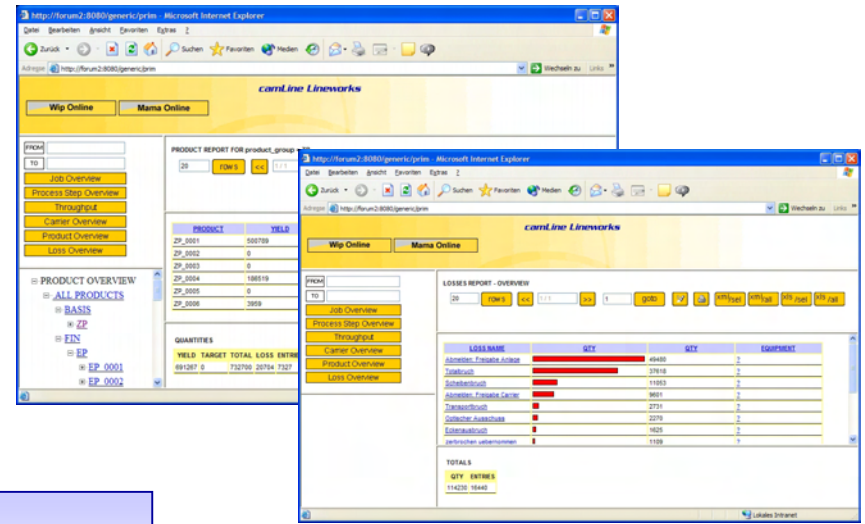 http://forum2:8080/generic/prim - Microsoft Internet Explorer
Datei Bearbeiten Ansicht Favoriten Extras ?
Zurück Suchen Favoriten Medien
Adresse http://forum2:8080/generic/prim Wechseln zu Links
camLine Lineworks
Wip Online Mama Online
FROM
TO
Job Overview
Process Step Overview
Throughput
Carrier Overview
Product Overview
Loss Overview
PRODUCT OVERVIEW
ALL PRODUCTS
BASIS
ZP
FIN
EP
EP_0001
EP_0002
PRODUCT REPORT FOR product_group
20 rows << 1 / 1
PRODUCT YIELD
ZP_0001 500789
ZP_0002 0
ZP_0003 0
ZP_0004 186519
ZP_0005 0
ZP_0006 3959
QUANTITIES
YIELD TARGET TOTAL LOSS ENTRIE
691267 0 732700 20704 7327
http://forum2:8080/generic/prim - Microsoft Internet Explorer
Datei Bearbeiten Ansicht Favoriten Extras ?
Zurück Suchen Favoriten Medien
Adresse http://forum2:8080/generic/prim Wechseln zu Links
camLine Lineworks
Wip Online Mama Online
FROM
TO
Job Overview
Process Step Overview
Throughput
Carrier Overview
Product Overview
Loss Overview
LOSSES REPORT - OVERVIEW
20 rows << 1 / 1 >> 1 goto xml/sel xml/all xls /sel xls /all
LOSS NAME QTY QTY EQUIPMENT
Abmelden, Freigabe Anlage 49480 ?
Totalbruch 37618 ?
Scheibenbruch 11053 ?
Abmelden, Freigabe Carrier 9601 ?
Transportbruch 2731 ?
Optischer Ausschuss 2270 ?
Eckenausbruch 1625 ?
zerbrochen uebernommen 1109 ?
TOTALS
QTY ENTRIES
114230 16440
Lokales Intranet